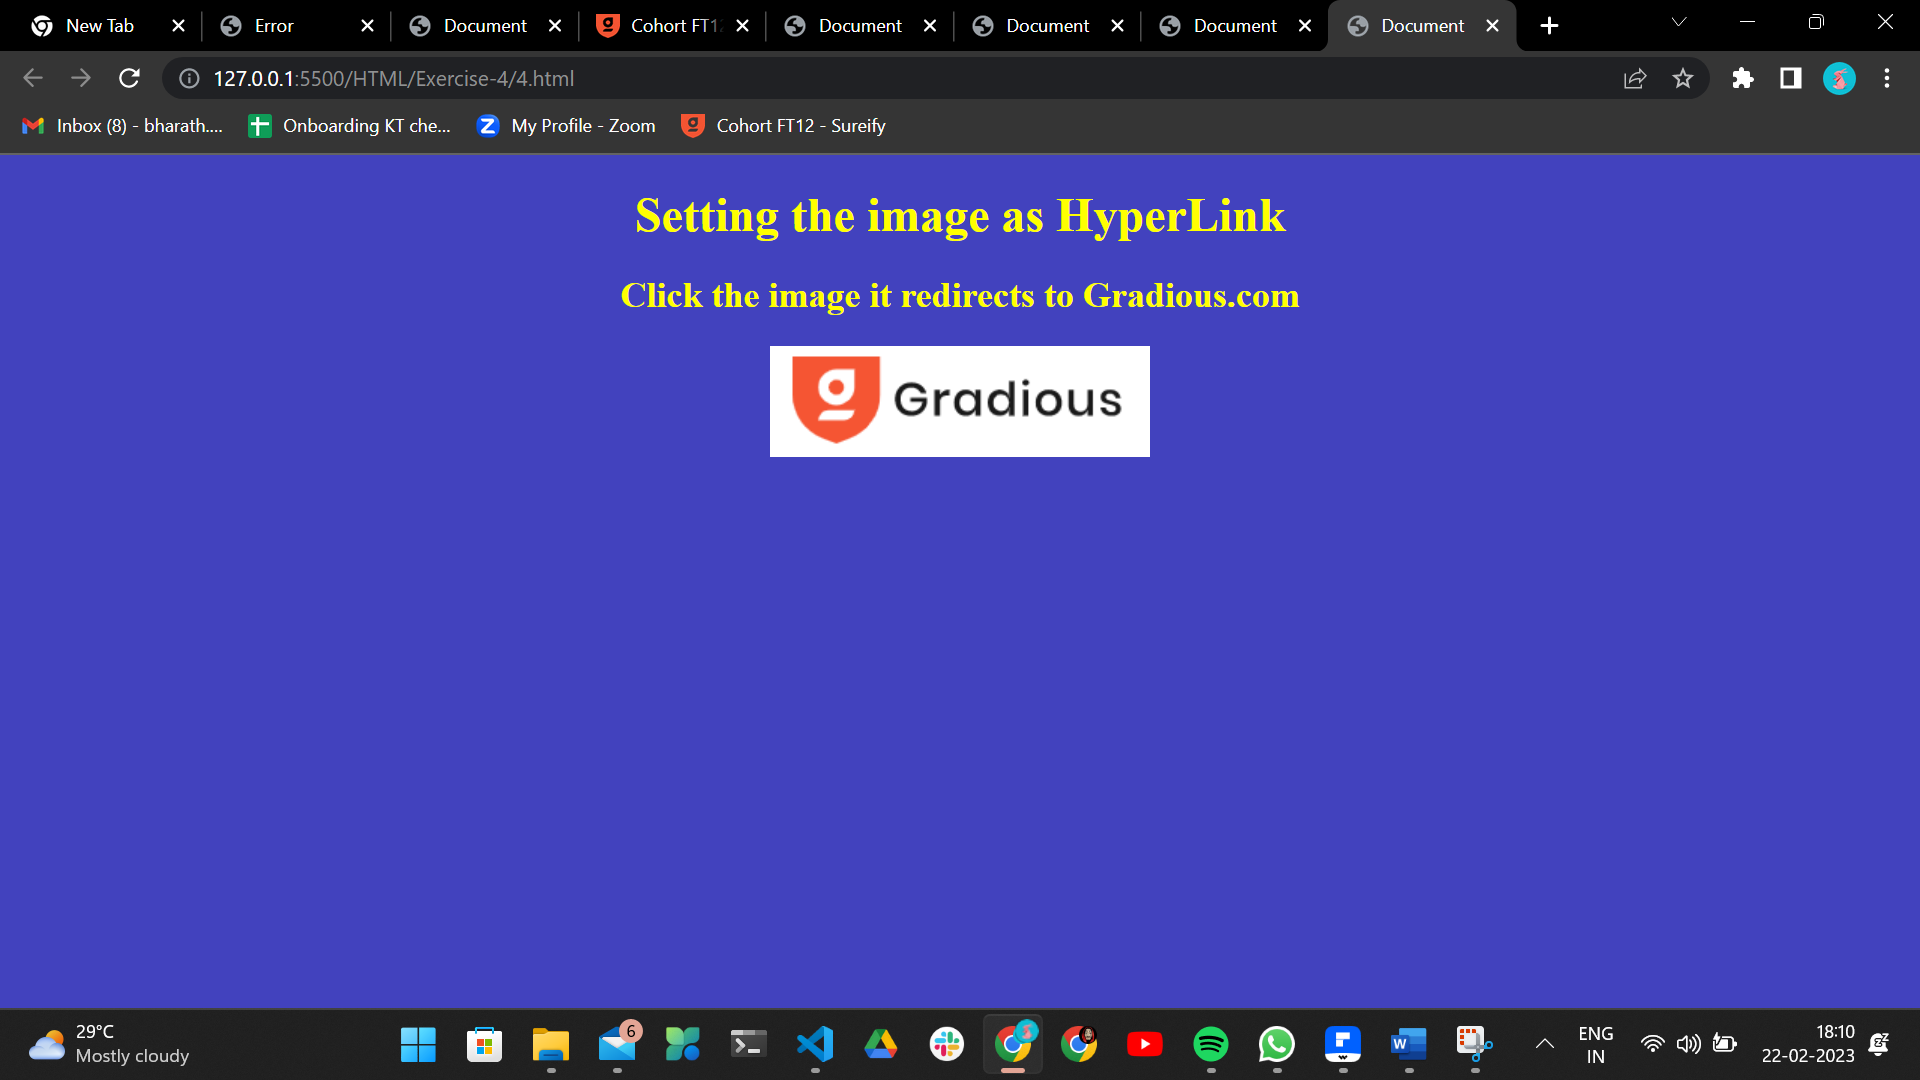 New Tab
Error
Document
Cohort FT12
Document
Document
Document
Document
127.0.0.1:5500/HTML/Exercise-4/4.html
Inbox (8) - bharath....
Onboarding KT che...
My Profile - Zoom
Cohort FT12 - Sureify
Setting the image as HyperLink
Click the image it redirects to Gradious.com
Gradious
29°C
Mostly cloudy
6
ENG
IN
18:10
22-02-2023